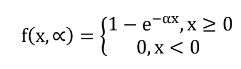 f(x,∝) = {1 − e^{−αx}, x ≥ 0
0, x < 0